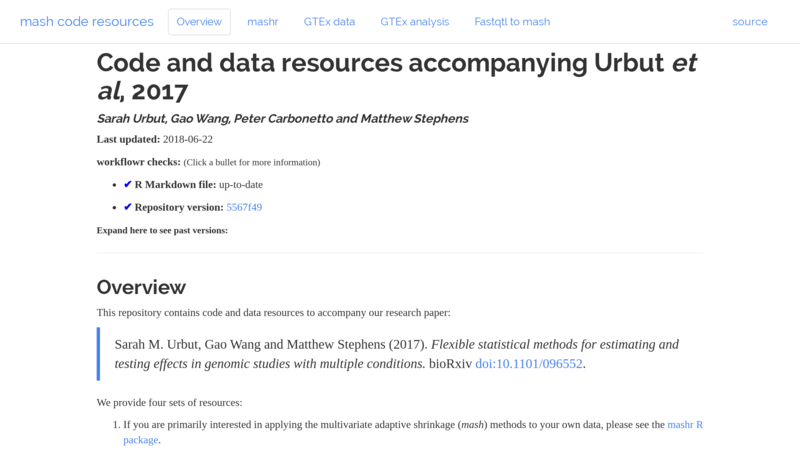 mash code resources Overview mashr GTEx data GTEx analysis Fastqtl to mash source
Code and data resources accompanying Urbut et
al, 2017
Sarah Urbut, Gao Wang, Peter Carbonetto and Matthew Stephens
Last updated: 2018-06-22
workflowr checks: (Click a bullet for more information)
• ✔ R Markdown file: up-to-date
• ✔ Repository version: 5567f49
Expand here to see past versions:
Overview
This repository contains code and data resources to accompany our research paper:
Sarah M. Urbut, Gao Wang and Matthew Stephens (2017). Flexible statistical methods for estimating and
testing effects in genomic studies with multiple conditions. bioRxiv doi:10.1101/096552.
We provide four sets of resources:
1. If you are primarily interested in applying the multivariate adaptive shrinkage (mash) methods to your own data, please see the mashr R
package.